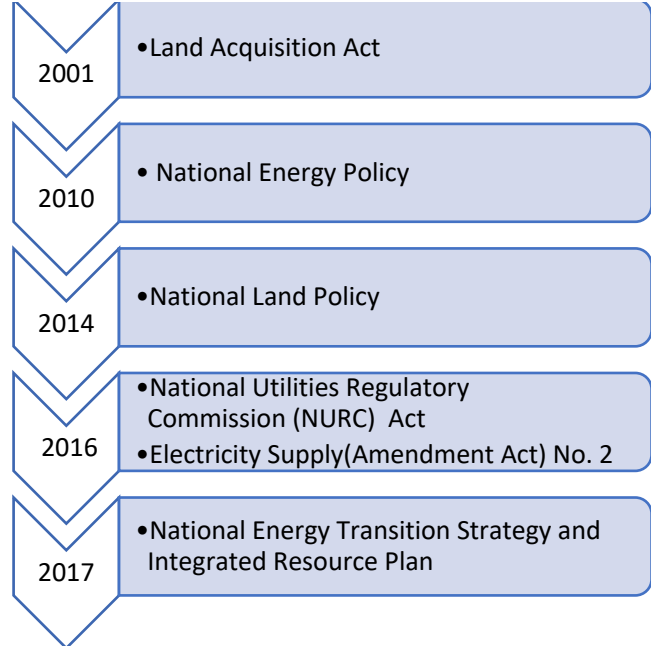 2001
•Land Acquisition Act
2010
• National Energy Policy
2014
•National Land Policy
2016
•National Utilities Regulatory
Commission (NURC) Act
•Electricity Supply(Amendment Act) No. 2
2017
•National Energy Transition Strategy and
Integrated Resource Plan